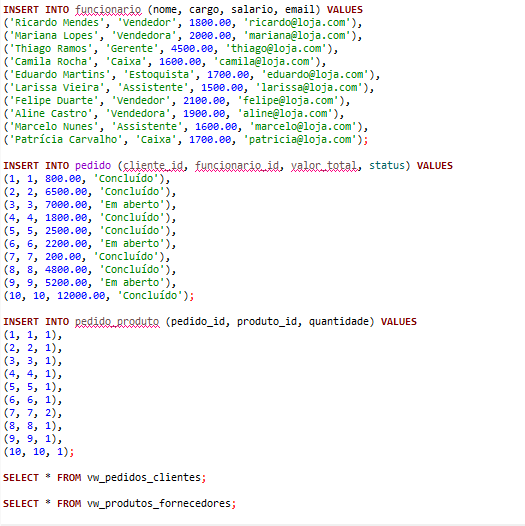 INSERT INTO funcionario (nome, cargo, salario, email) VALUES
('Ricardo Mendes', 'Vendedor', 1800.00, 'ricardo@loja.com'),
('Mariana Lopes', 'Vendedora', 2000.00, 'mariana@loja.com'),
('Thiago Ramos', 'Gerente', 4500.00, 'thiago@loja.com'),
('Camila Rocha', 'Caixa', 1600.00, 'camila@loja.com'),
('Eduardo Martins', 'Estoquista', 1700.00, 'eduardo@loja.com'),
('Larissa Vieira', 'Assistente', 1500.00, 'larissa@loja.com'),
('Felipe Duarte', 'Vendedor', 2100.00, 'felipe@loja.com'),
('Aline Castro', 'Vendedora', 1900.00, 'aline@loja.com'),
('Marcelo Nunes', 'Assistente', 1600.00, 'marcelo@loja.com'),
('Patrícia Carvalho', 'Caixa', 1700.00, 'patricia@loja.com');
INSERT INTO pedido (cliente_id, funcionario_id, valor_total, status) VALUES
(1, 1, 800.00, 'Concluído'),
(2, 2, 6500.00, 'Concluído'),
(3, 3, 7000.00, 'Em aberto'),
(4, 4, 1800.00, 'Concluído'),
(5, 5, 2500.00, 'Concluído'),
(6, 6, 2200.00, 'Em aberto'),
(7, 7, 200.00, 'Concluído'),
(8, 8, 4800.00, 'Concluído'),
(9, 9, 5200.00, 'Em aberto'),
(10, 10, 12000.00, 'Concluído');
INSERT INTO pedido_produto (pedido_id, produto_id, quantidade) VALUES
(1, 1, 1),
(2, 2, 1),
(3, 3, 1),
(4, 4, 1),
(5, 5, 1),
(6, 6, 1),
(7, 7, 2),
(8, 8, 1),
(9, 9, 1),
(10, 10, 1);
SELECT * FROM vw_pedidos_clientes;
SELECT * FROM vw_produtos_fornecedores;